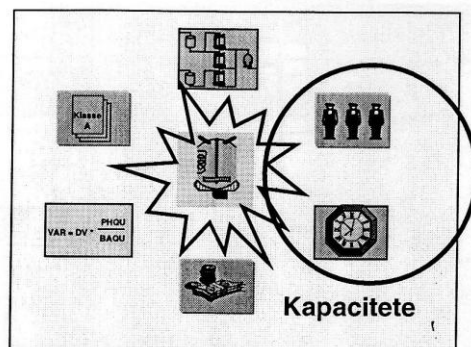 Klasse
A
VAR = DV * PHQU
BAQU
Kapacitete